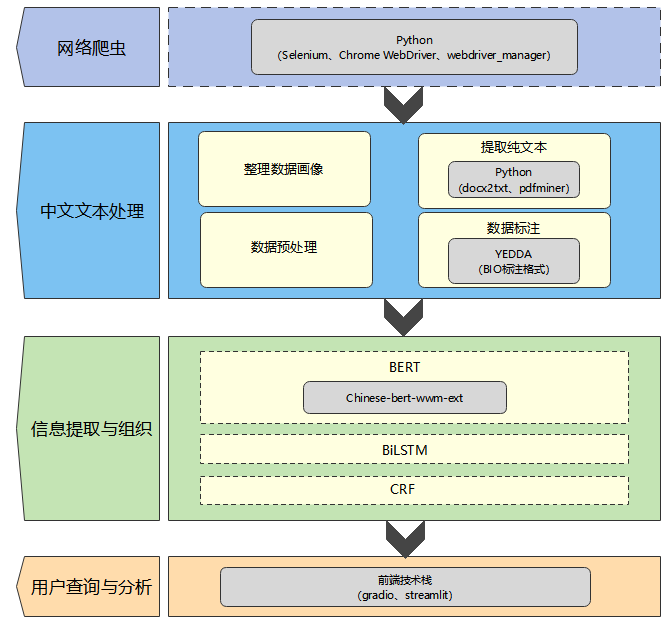 网络爬虫
Python
(Selenium、Chrome WebDriver、webdriver_manager)
中文文本处理
整理数据画像
提取纯文本
Python
(docx2txt、pdfminer)
数据预处理
数据标注
YEDDA
(BIO标注格式)
信息提取与组织
BERT
Chinese-bert-wwm-ext
BiLSTM
CRF
用户查询与分析
前端技术栈
(gradio、streamlit)